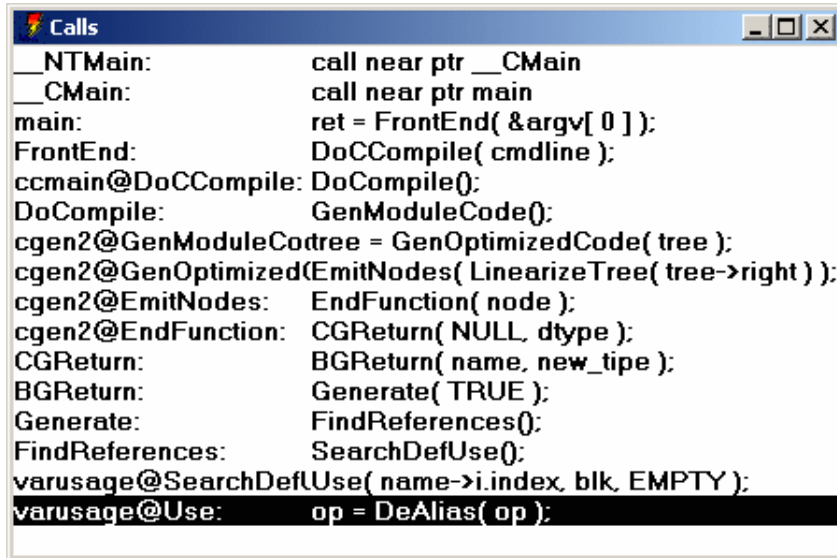 Calls
__NTMain: call near ptr __CMain
__CMain: call near ptr main
main: ret = FrontEnd( &argv[ 0 ] );
FrontEnd: DoCCompile( cmdline );
ccmain@DoCCompile: DoCompile();
DoCompile: GenModuleCode();
cgen2@GenModuleCodtree = GenOptimizedCode( tree );
cgen2@GenOptimized(EmitNodes( LinearizeTree( tree->right ) );
cgen2@EmitNodes: EndFunction( node );
cgen2@EndFunction: CGReturn( NULL, dtype );
CGReturn: BGReturn( name, new_tipe );
BGReturn: Generate( TRUE );
Generate: FindReferences();
FindReferences: SearchDefUse();
varusage@SearchDefUse( name->i.index, blk, EMPTY );
varusage@Use: op = DeAlias( op );